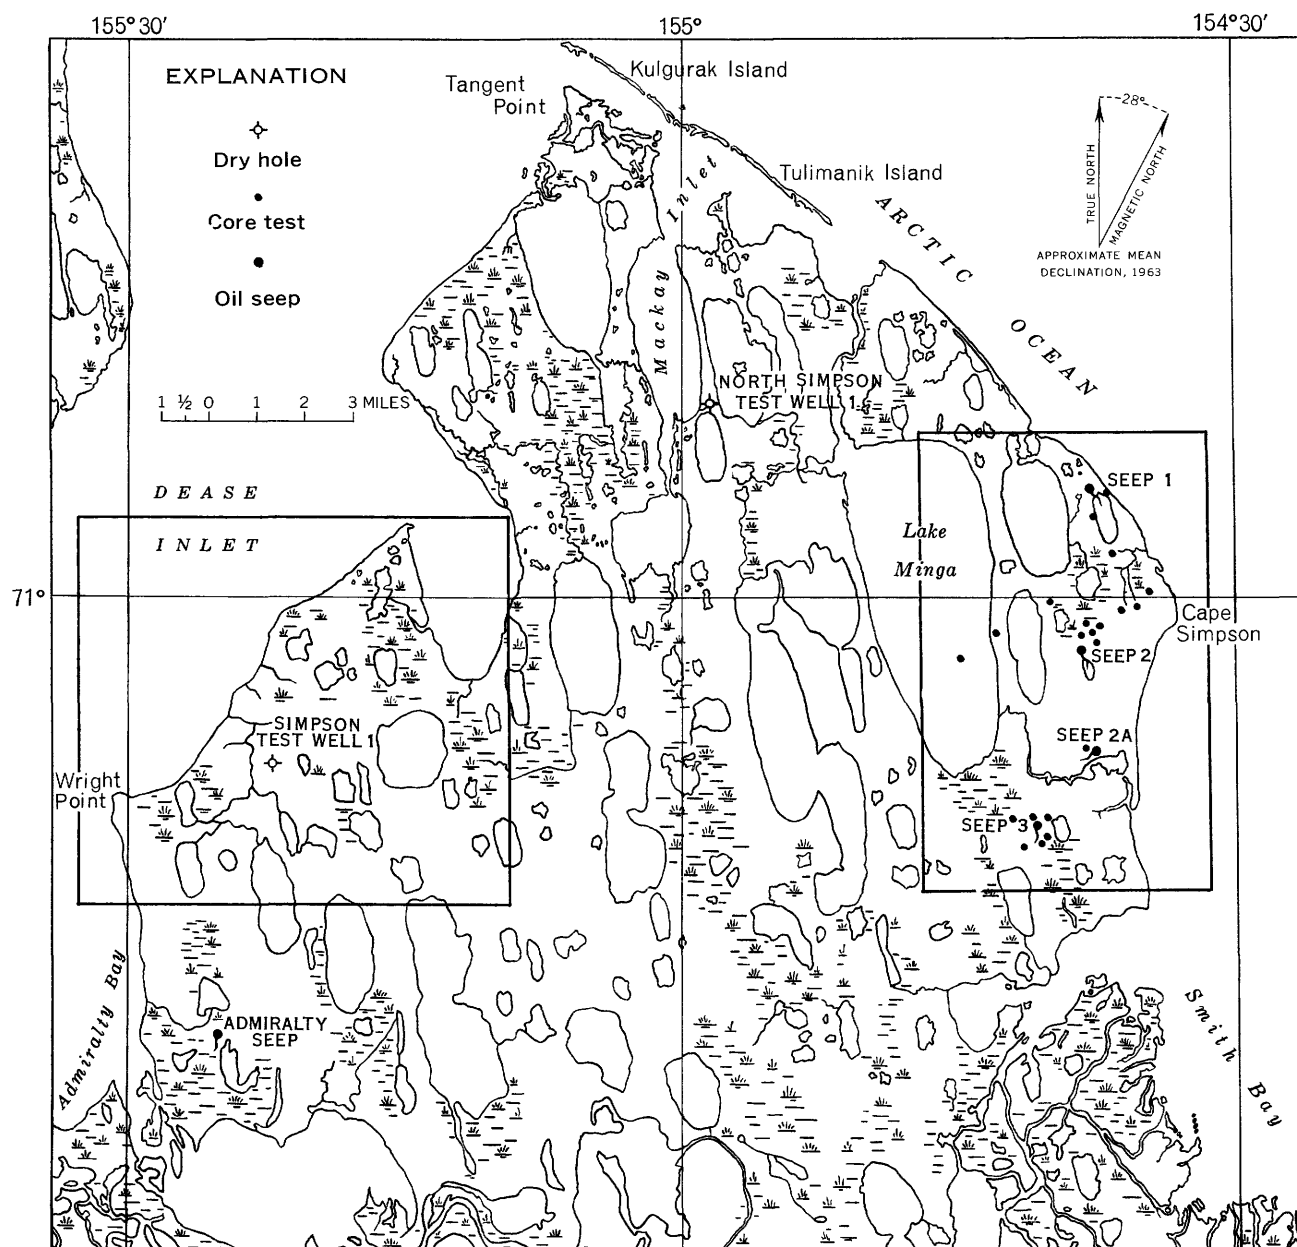 155°30′ 155° 154°30′
EXPLANATION
Dry hole
Core test
Oil seep
Kulgurak Island
Tangent
Point
Tulimanik Island
Mackay Inlet
ARCTIC
OCEAN
28°
TRUE NORTH
MAGNETIC NORTH
APPROXIMATE MEAN
DECLINATION, 1963
NORTH SIMPSON
TEST WELL 1
1 ½ 0 1 2 3 MILES
DEASE
INLET
SEEP 1
Lake
Minga
71°
Cape
Simpson
SEEP 2
SIMPSON
TEST WELL 1
SEEP 2A
Wright
Point
SEEP 3
Admiralty Bay
ADMIRALTY
SEEP
Smith Bay